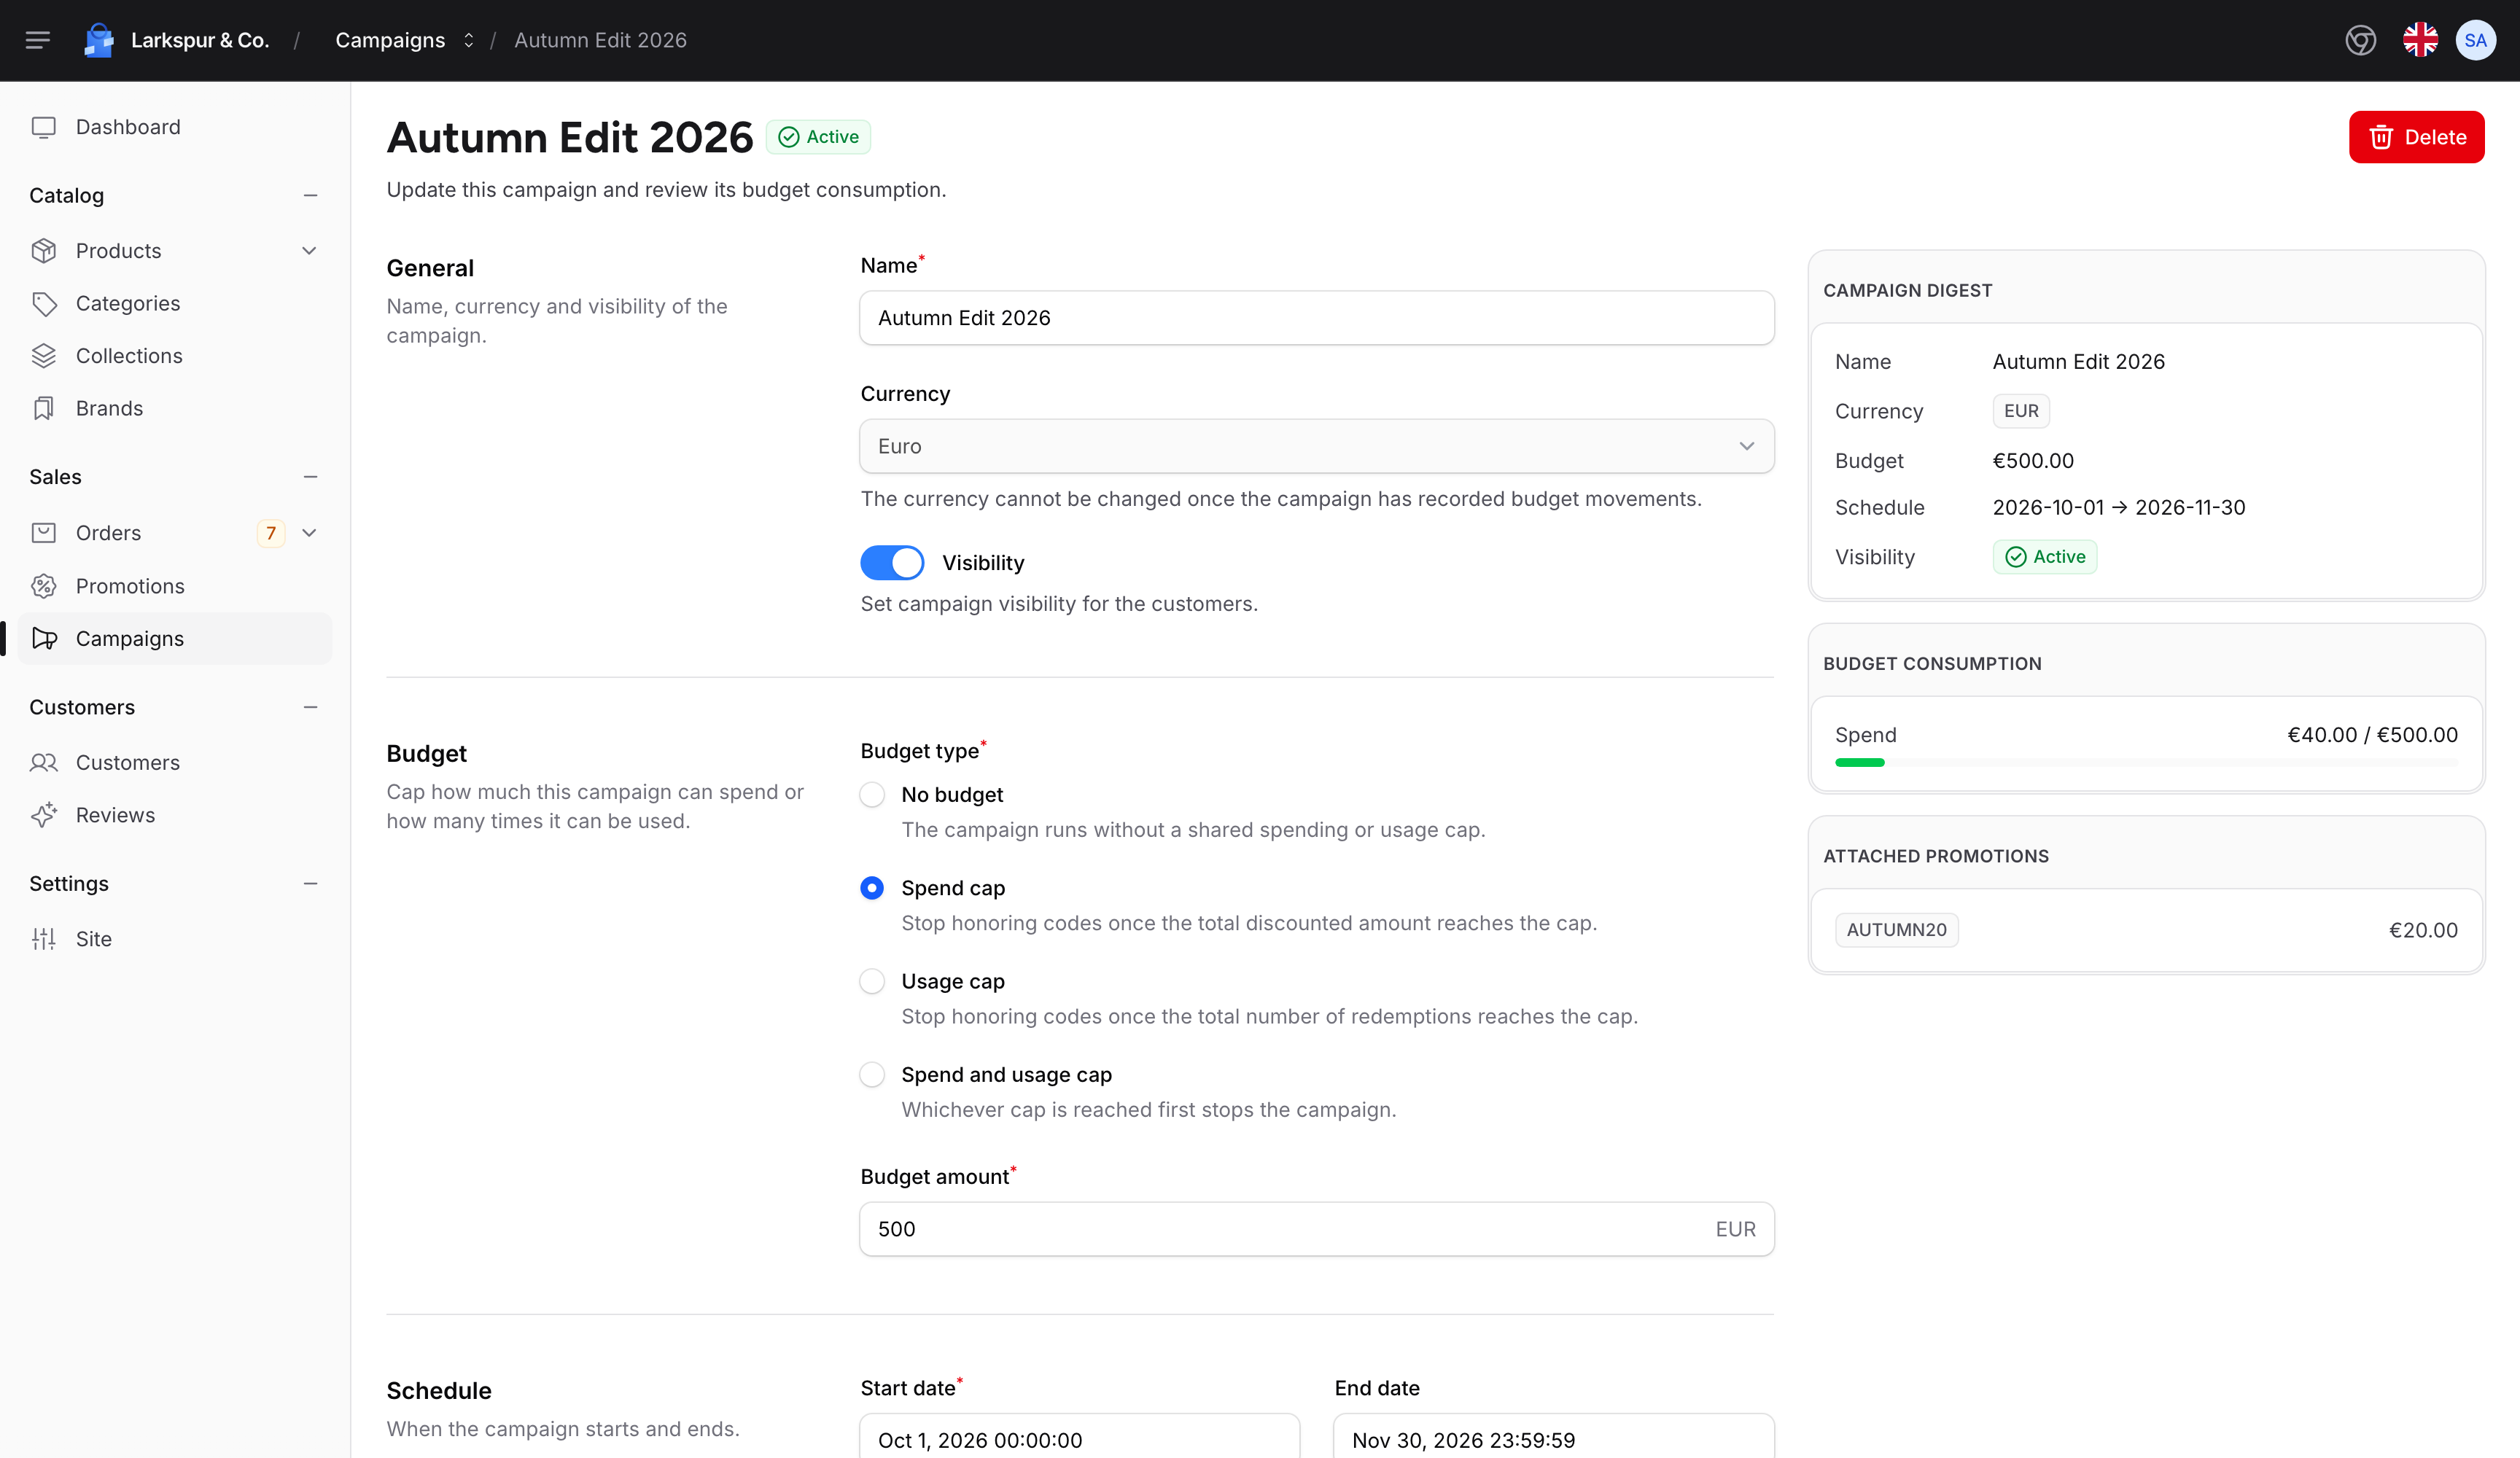 Larkspur & Co. / Campaigns / Autumn Edit 2026
SA
Dashboard
Catalog
Products
Categories
Collections
Brands
Sales
Orders 7
Promotions
Campaigns
Customers
Customers
Reviews
Settings
Site
Autumn Edit 2026 Active
Delete
Update this campaign and review its budget consumption.
General
Name, currency and visibility of the
campaign.
Name*
Autumn Edit 2026
Currency
Euro
The currency cannot be changed once the campaign has recorded budget movements.
Visibility
Set campaign visibility for the customers.
Budget
Cap how much this campaign can spend or
how many times it can be used.
Budget type*
No budget
The campaign runs without a shared spending or usage cap.
Spend cap
Stop honoring codes once the total discounted amount reaches the cap.
Usage cap
Stop honoring codes once the total number of redemptions reaches the cap.
Spend and usage cap
Whichever cap is reached first stops the campaign.
Budget amount*
500 EUR
Schedule
When the campaign starts and ends.
Start date*
Oct 1, 2026 00:00:00
End date
Nov 30, 2026 23:59:59
CAMPAIGN DIGEST
Name Autumn Edit 2026
Currency EUR
Budget €500.00
Schedule 2026-10-01 → 2026-11-30
Visibility Active
BUDGET CONSUMPTION
Spend €40.00 / €500.00
ATTACHED PROMOTIONS
AUTUMN20 €20.00